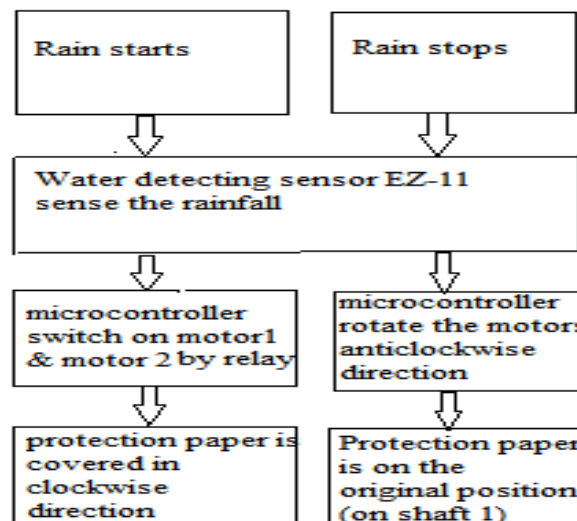 Rain starts
Rain stops
Water detecting sensor EZ-11
sense the rainfall
microcontroller
switch on motor1
& motor 2 by relay
microcontroller
rotate the motors
anticlockwise
direction
protection paper is
covered in
clockwise
direction
Protection paper
is on the
original position
(on shaft 1)